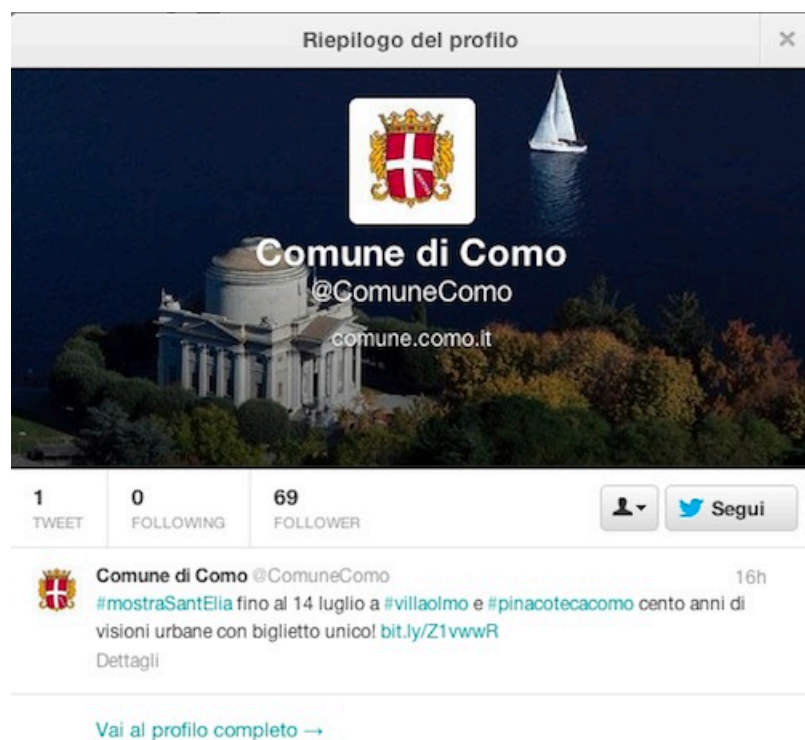 Riepilogo del profilo
Comune di Como
@ComuneComo
comune.como.it
1
TWEET
0
FOLLOWING
69
FOLLOWER
Segui
Comune di Como @ComuneComo 16h
#mostraSantElia fino al 14 luglio a #villaolmo e #pinacotecacomo cento anni di
visioni urbane con biglietto unico! bit.ly/Z1vwwR
Dettagli
Vai al profilo completo →